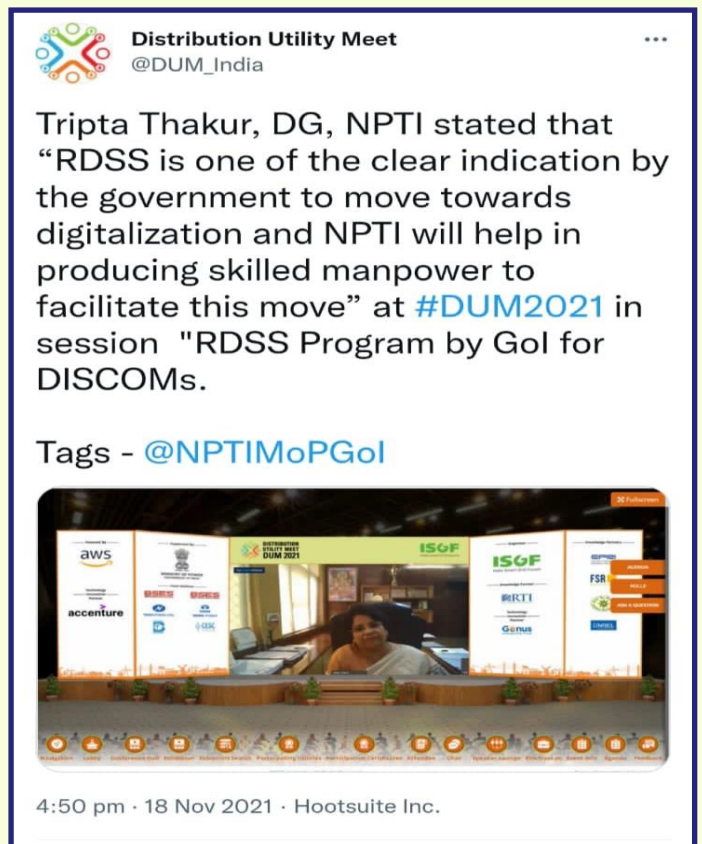 Distribution Utility Meet
@DUM_India
Tripta Thakur, DG, NPTI stated that
“RDSS is one of the clear indication by
the government to move towards
digitalization and NPTI will help in
producing skilled manpower to
facilitate this move” at #DUM2021 in
session "RDSS Program by GoI for
DISCOMs.
Tags - @NPTIMoPGoI
Fullscreen
aws
accenture
BSES BSES
DISTRIBUTION
UTILITY MEET
DUM 2021
ISGF
ISGF
RTI
Genus
FSR
ASK A QUESTION
4:50 pm · 18 Nov 2021 · Hootsuite Inc.